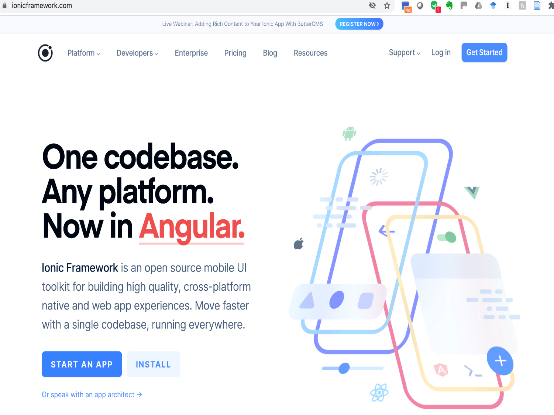 ionicframework.com
Live Webinar: Adding Rich Content to Your Ionic App With ButterCMS REGISTER NOW >
Platform Developers Enterprise Pricing Blog Resources Support Log in Get Started
One codebase.
Any platform.
Now in Angular.
Ionic Framework is an open source mobile UI
toolkit for building high quality, cross-platform
native and web app experiences. Move faster
with a single codebase, running everywhere.
START AN APP INSTALL
Or speak with an app architect →